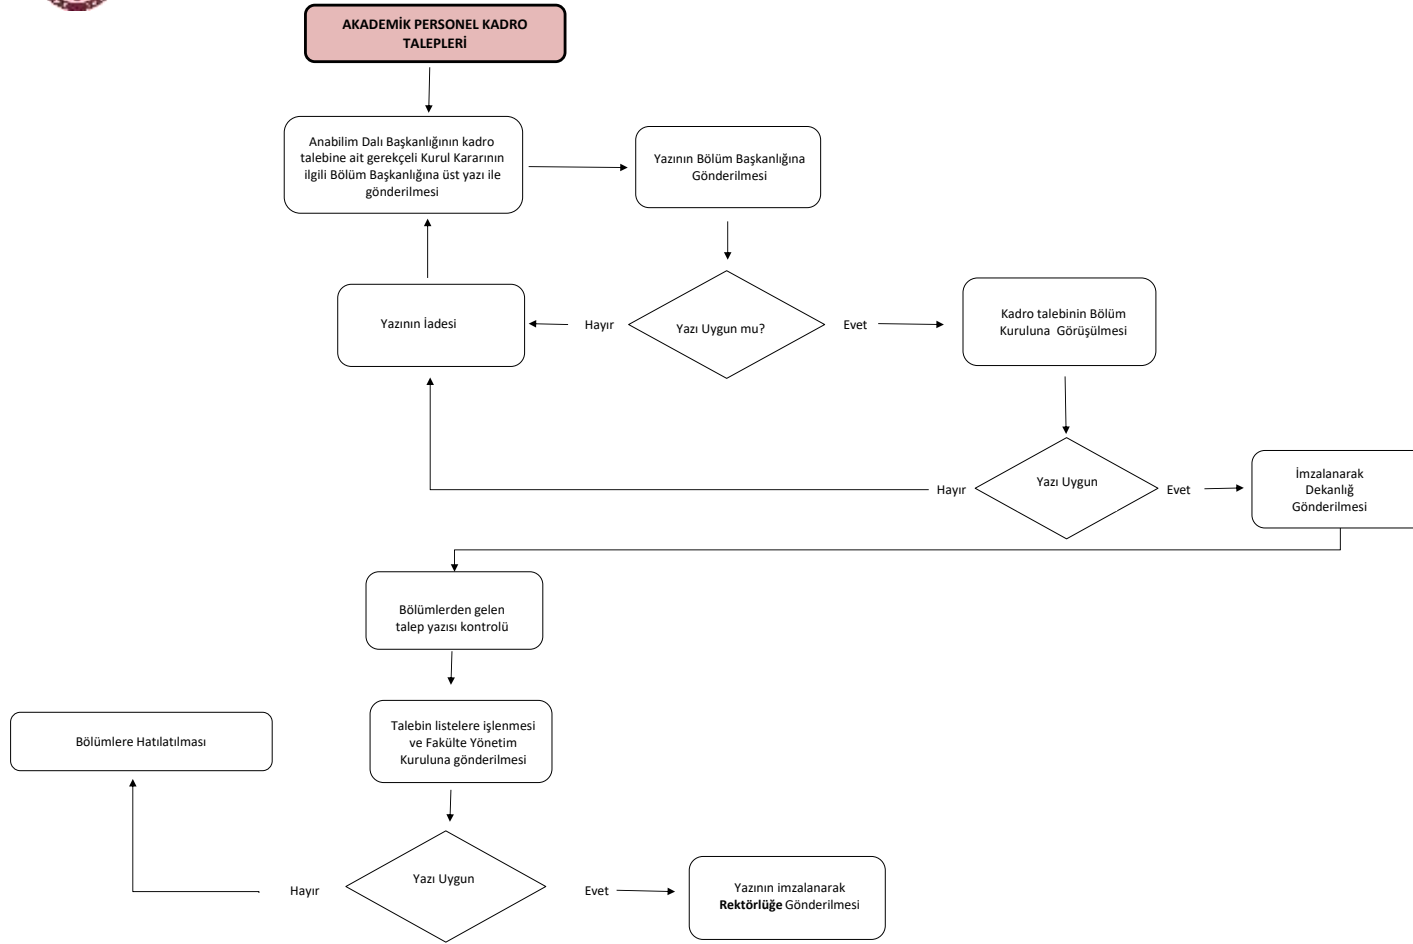 AKADEMİK PERSONEL KADRO
TALEPLERİ
Anabilim Dalı Başkanlığının kadro
talebine ait gerekçeli Kurul Kararının
ilgili Bölüm Başkanlığına üst yazı ile
gönderilmesi
Yazının Bölüm Başkanlığına
Gönderilmesi
Yazının İadesi
Hayır
Yazı Uygun mu?
Evet
Kadro talebinin Bölüm
Kuruluna Görüşülmesi
Hayır
Yazı Uygun
Evet
İmzalanarak
Dekanlığ
Gönderilmesi
Bölümlerden gelen
talep yazısı kontrolü
Talebin listelere işlenmesi
ve Fakülte Yönetim
Kuruluna gönderilmesi
Bölümlere Hatılatılması
Hayır
Yazı Uygun
Evet
Yazının imzalanarak
Rektörlüğe Gönderilmesi